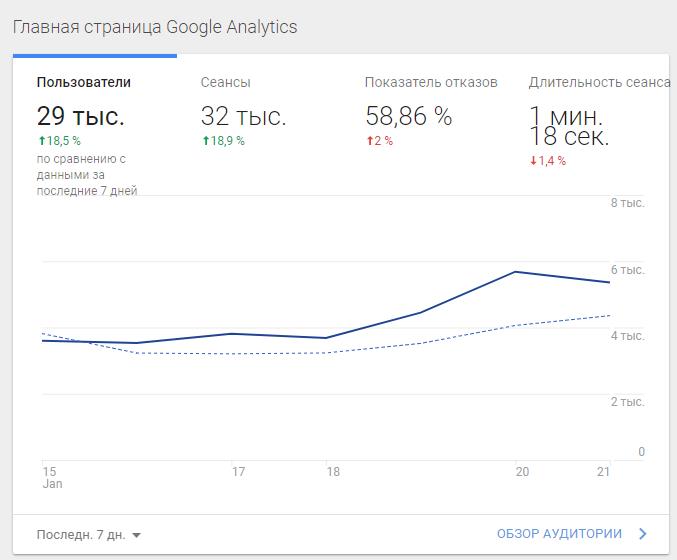 Главная страница Google Analytics
Пользователи
29 тыс.
18,5 %
по сравнению с
данными за
последние 7 дней
Сеансы
32 тыс.
18,9 %
Показатель отказов
58,86 %
2 %
Длительность сеанса
1 мин.
18 сек.
1,4 %
8 тыс.
6 тыс.
4 тыс.
2 тыс.
0
15 17 18 20 21
Jan
Последн. 7 дн.
ОБЗОР АУДИТОРИИ